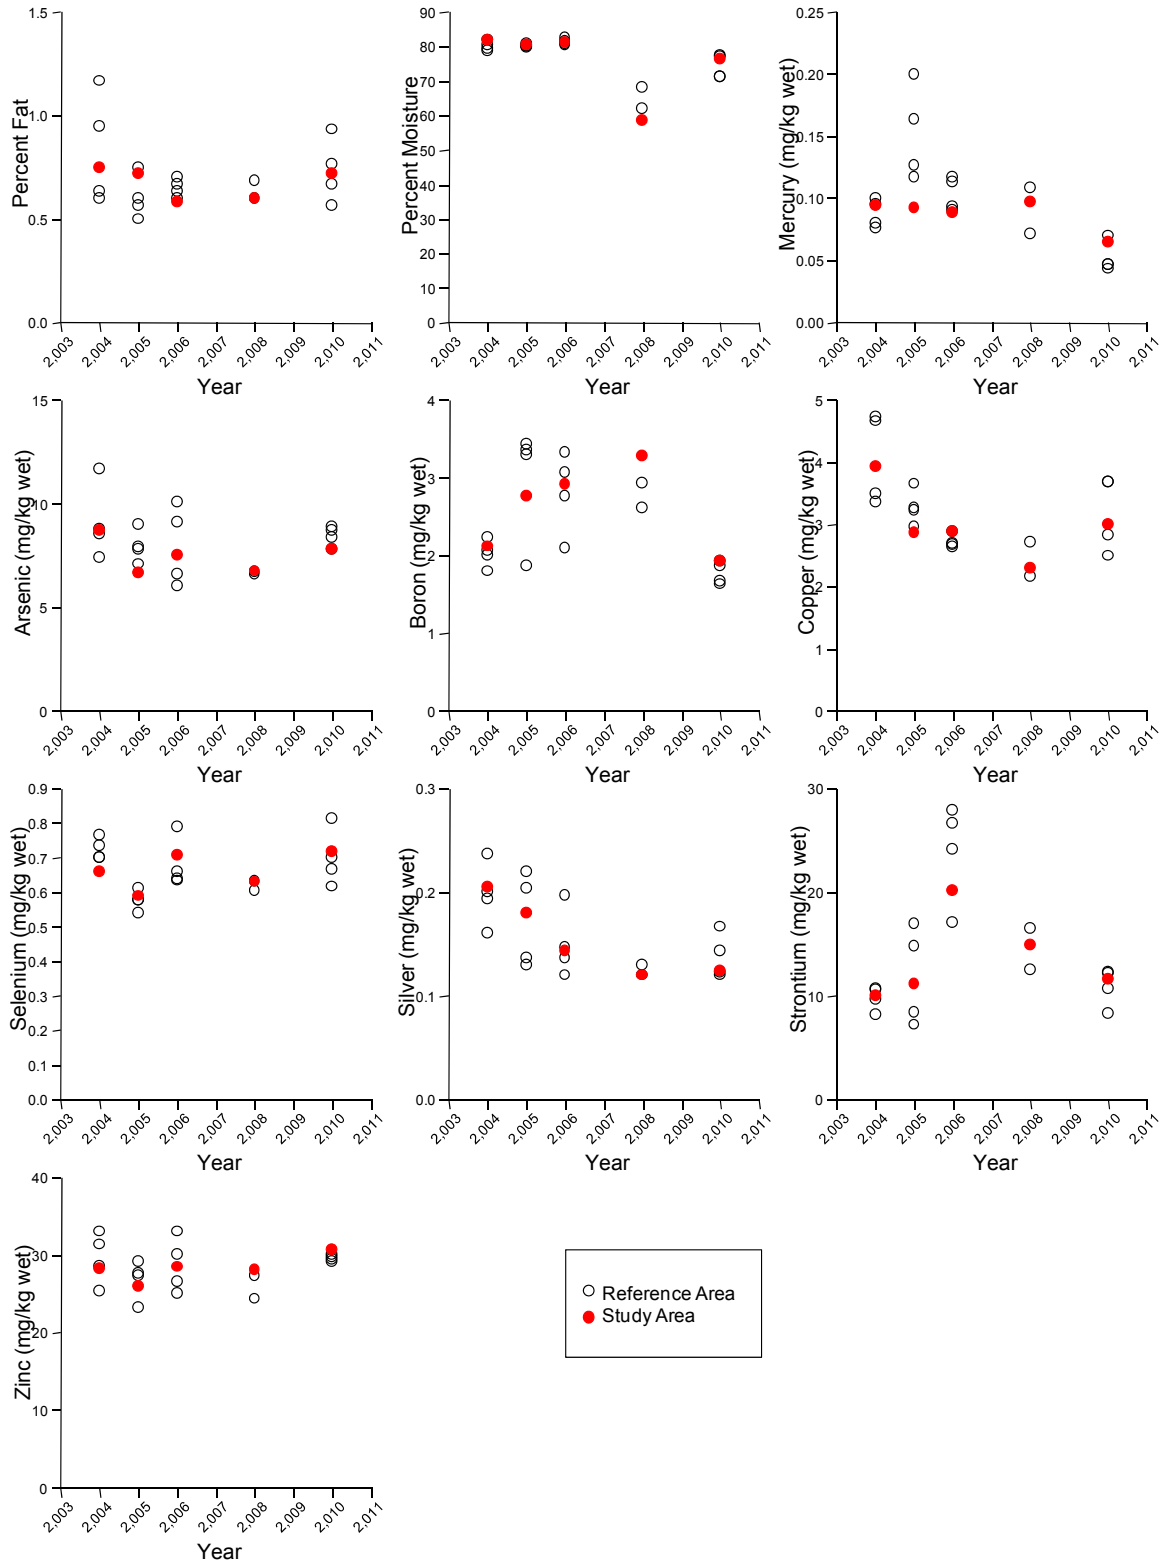 Percent Fat
1.5
1.0
0.5
0.0
2,003 2,004 2,005 2,006 2,007 2,008 2,009 2,010 2,011
Year
Percent Moisture
90
80
70
60
50
40
30
20
10
0
2,003 2,004 2,005 2,006 2,007 2,008 2,009 2,010 2,011
Year
Mercury (mg/kg wet)
0.25
0.20
0.15
0.10
0.05
0.00
2,003 2,004 2,005 2,006 2,007 2,008 2,009 2,010 2,011
Year
Arsenic (mg/kg wet)
15
10
5
0
2,003 2,004 2,005 2,006 2,007 2,008 2,009 2,010 2,011
Year
Boron (mg/kg wet)
4
3
2
1
0
2,003 2,004 2,005 2,006 2,007 2,008 2,009 2,010 2,011
Year
Copper (mg/kg wet)
5
4
3
2
1
0
2,003 2,004 2,005 2,006 2,007 2,008 2,009 2,010 2,011
Year
Selenium (mg/kg wet)
0.9
0.8
0.7
0.6
0.5
0.4
0.3
0.2
0.1
0.0
2,003 2,004 2,005 2,006 2,007 2,008 2,009 2,010 2,011
Year
Silver (mg/kg wet)
0.3
0.2
0.1
0.0
2,003 2,004 2,005 2,006 2,007 2,008 2,009 2,010 2,011
Year
Strontium (mg/kg wet)
30
20
10
0
2,003 2,004 2,005 2,006 2,007 2,008 2,009 2,010 2,011
Year
Zinc (mg/kg wet)
40
30
20
10
0
2,003 2,004 2,005 2,006 2,007 2,008 2,009 2,010 2,011
Year
Reference Area
Study Area